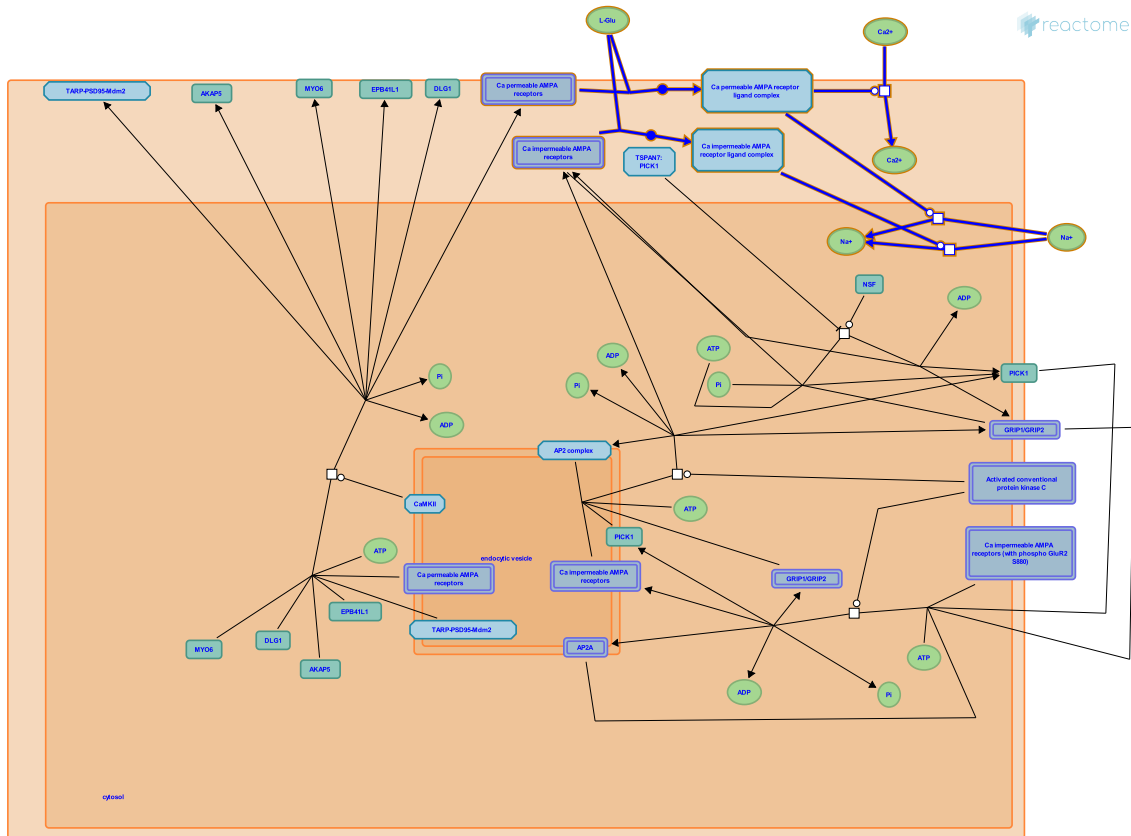 L-Glu
Ca2+
reactome
TARP-PSD95-Mdm2
AKAP5
MYO6
EPB41L1
DLG1
Ca permeable AMPA
receptors
Ca permeable AMPA receptor
ligand complex
Ca impermeable AMPA
receptors
TSPAN7:
PICK1
Ca impermeable AMPA
receptor ligand complex
Ca2+
Na+
Na+
NSF
ADP
ATP
ADP
Pi
Pi
Pi
PICK1
ADP
GRIP1/GRIP2
AP2 complex
Activated conventional
protein kinase C
CaMKII
ATP
PICK1
ATP
endocytic vesicle
Ca impermeable AMPA
receptors (with phospho GluR2
S880)
Ca permeable AMPA
receptors
Ca impermeable AMPA
receptors
GRIP1/GRIP2
EPB41L1
TARP-PSD95-Mdm2
DLG1
MYO6
AP2A
AKAP5
ATP
ADP
Pi
cytosol